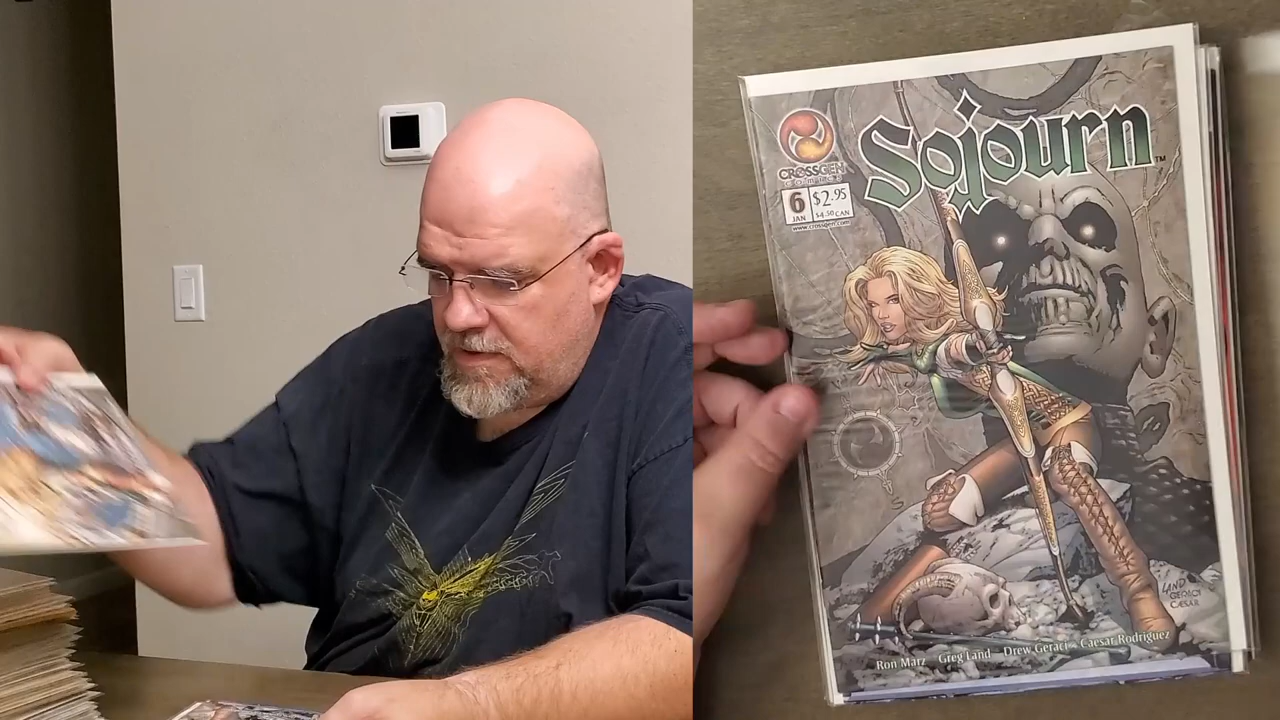 Sojourn™
CROSSGEN
COMICS
6
JAN
$2.95
$4.50 CAN
www.crossgen.com
LAND
GERACI
CAESAR
Ron Marz Greg Land Drew Geraci Caesar Rodriguez